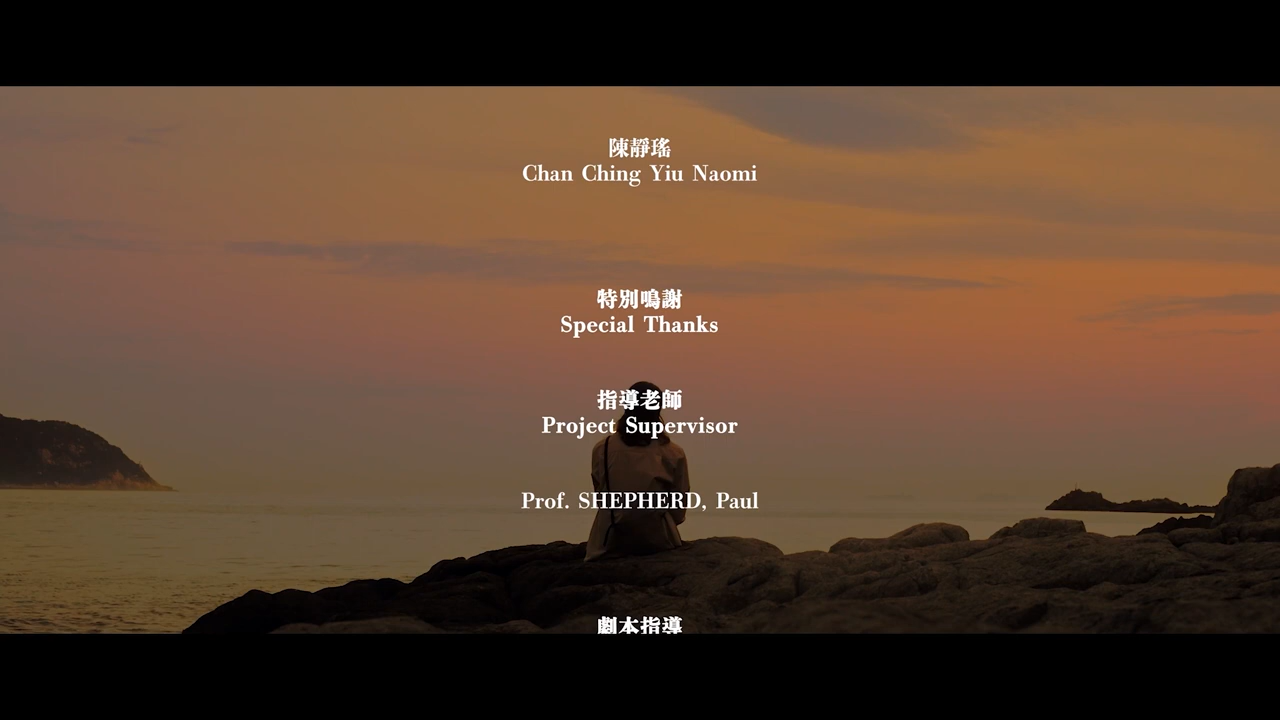 陳靜瑤
Chan Ching Yiu Naomi
特別鳴謝
Special Thanks
指導老師
Project Supervisor
Prof. SHEPHERD, Paul
劇本指導